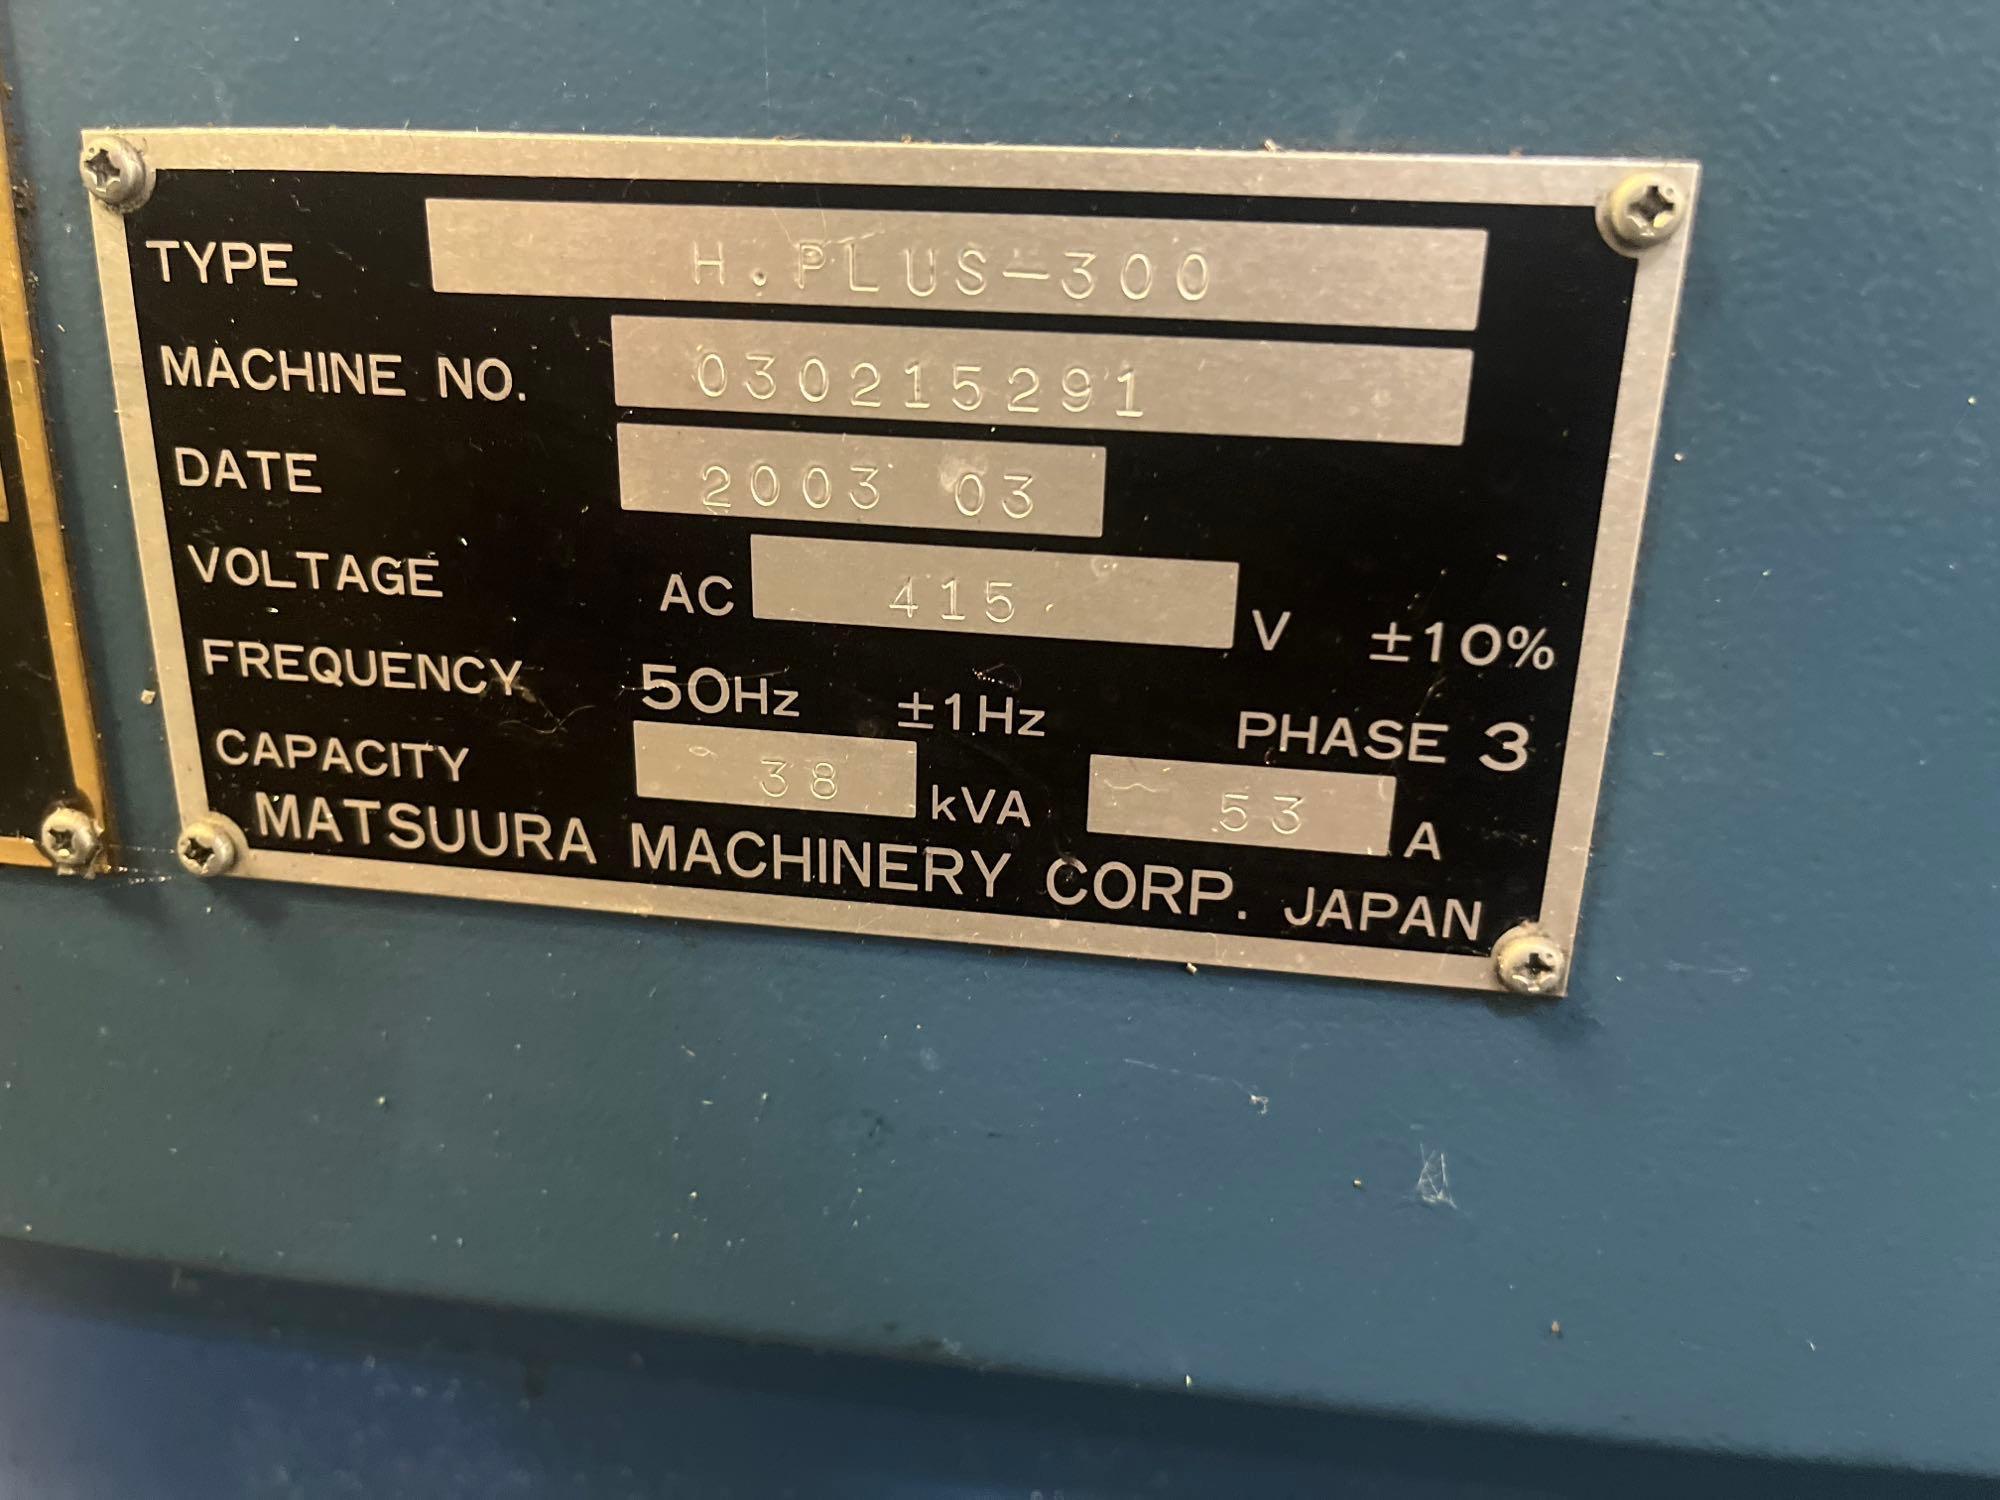 TYPE H.PLUS-300
MACHINE NO. 030215291
DATE 2003 03
VOLTAGE AC 415 V ±10%
FREQUENCY 50Hz ±1Hz PHASE 3
CAPACITY 38 kVA 53 A
MATSUURA MACHINERY CORP. JAPAN